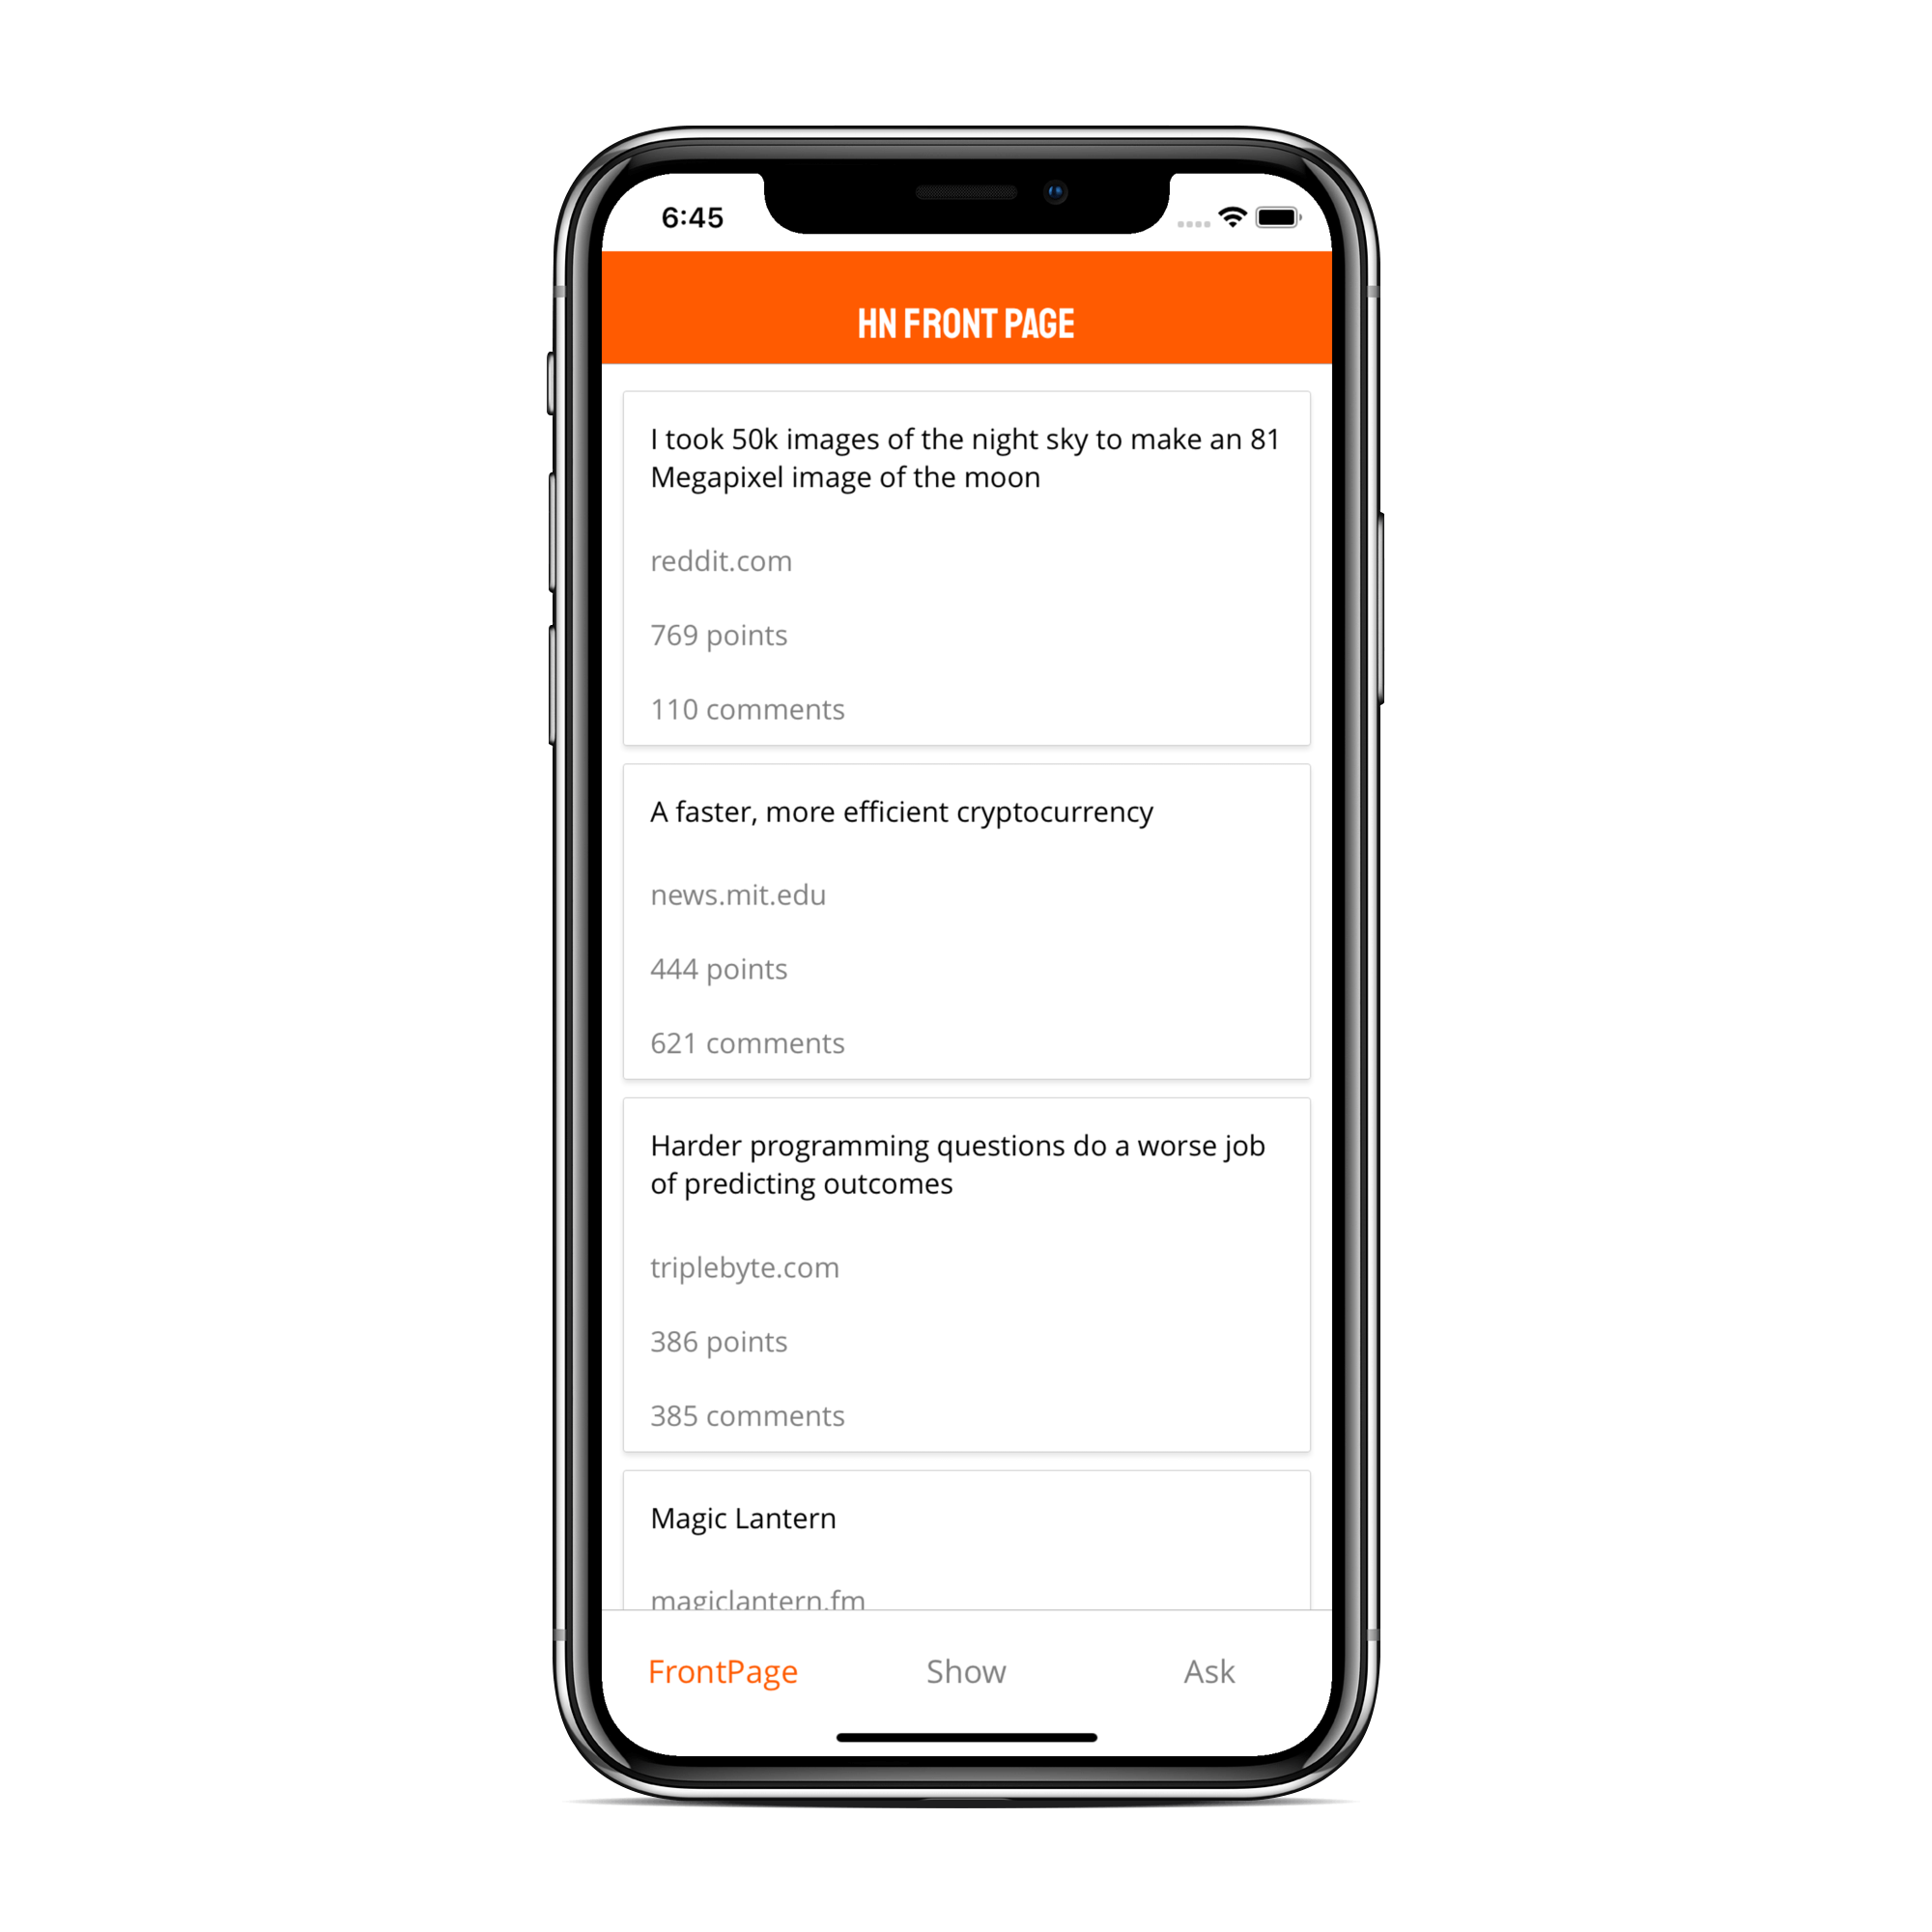 6:45
HN FRONT PAGE
I took 50k images of the night sky to make an 81
Megapixel image of the moon
reddit.com
769 points
110 comments
A faster, more efficient cryptocurrency
news.mit.edu
444 points
621 comments
Harder programming questions do a worse job
of predicting outcomes
triplebyte.com
386 points
385 comments
Magic Lantern
magiclantern.fm
FrontPage
Show
Ask